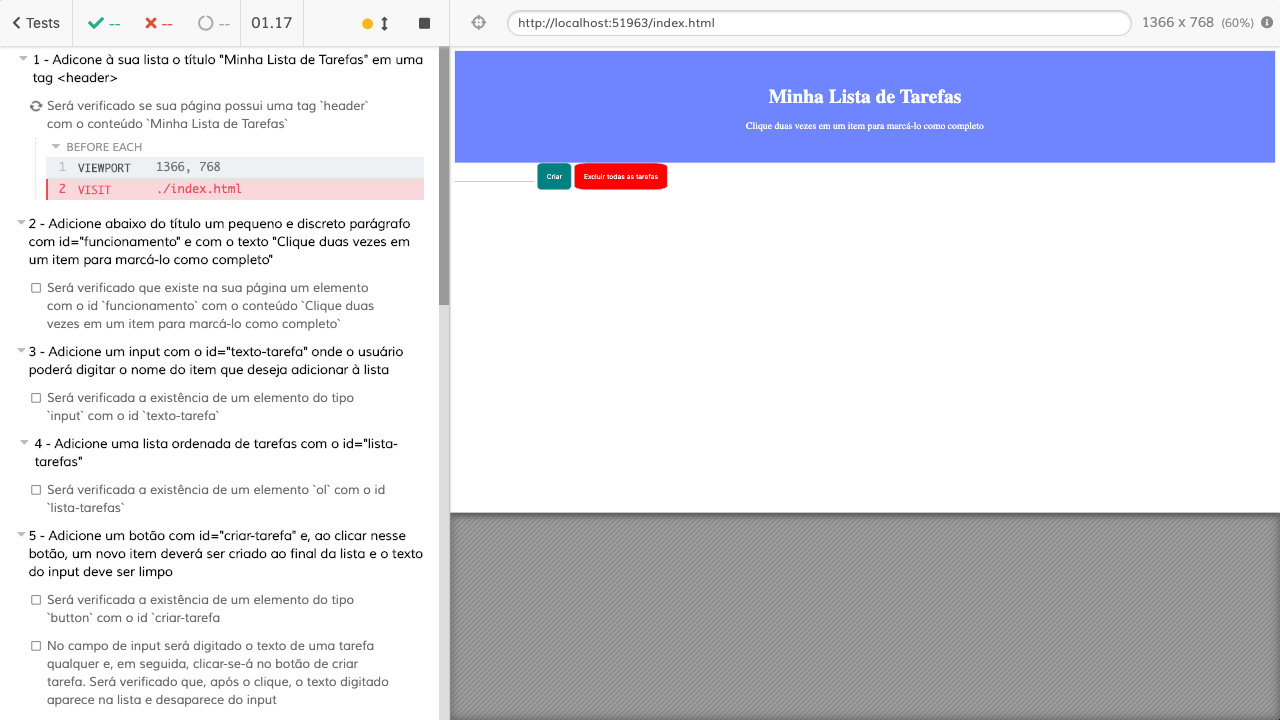 Tests
--
--
--
01.17
http://localhost:51963/index.html
1366 x 768 (60%)
1 - Adicone à sua lista o título "Minha Lista de Tarefas" em uma
tag <header>
Será verificado se sua página possui uma tag `header`
com o conteúdo `Minha Lista de Tarefas`
BEFORE EACH
1 VIEWPORT 1366, 768
2 VISIT ./index.html
2 - Adicione abaixo do título um pequeno e discreto parágrafo
com id="funcionamento" e com o texto "Clique duas vezes em
um item para marcá-lo como completo"
Será verificado que existe na sua página um elemento
com o id `funcionamento` com o conteúdo `Clique duas
vezes em um item para marcá-lo como completo`
3 - Adicione um input com o id="texto-tarefa" onde o usuário
poderá digitar o nome do item que deseja adicionar à lista
Será verificada a existência de um elemento do tipo
`input` com o id `texto-tarefa`
4 - Adicione uma lista ordenada de tarefas com o id="lista-
tarefas"
Será verificada a existência de um elemento `ol` com o id
`lista-tarefas`
5 - Adicione um botão com id="criar-tarefa" e, ao clicar nesse
botão, um novo item deverá ser criado ao final da lista e o texto
do input deve ser limpo
Será verificada a existência de um elemento do tipo
`button` com o id `criar-tarefa
No campo de input será digitado o texto de uma tarefa
qualquer e, em seguida, clicar-se-á no botão de criar
tarefa. Será verificado que, após o clique, o texto digitado
aparece na lista e desaparece do input
Minha Lista de Tarefas
Clique duas vezes em um item para marcá-lo como completo
Criar
Excluir todas as tarefas